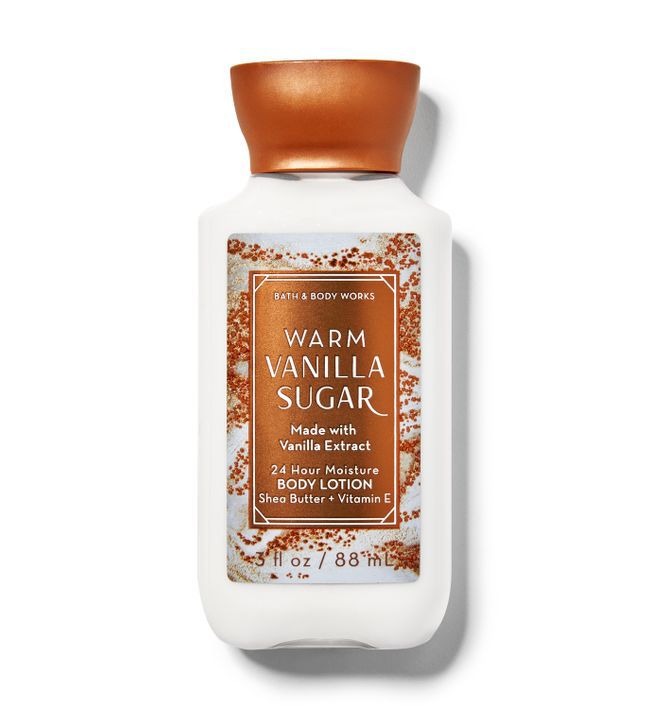 BATH & BODY WORKS
WARM
VANILLA
SUGAR
Made with
Vanilla Extract
24 Hour Moisture
BODY LOTION
Shea Butter + Vitamin E
3 fl oz / 88 mL